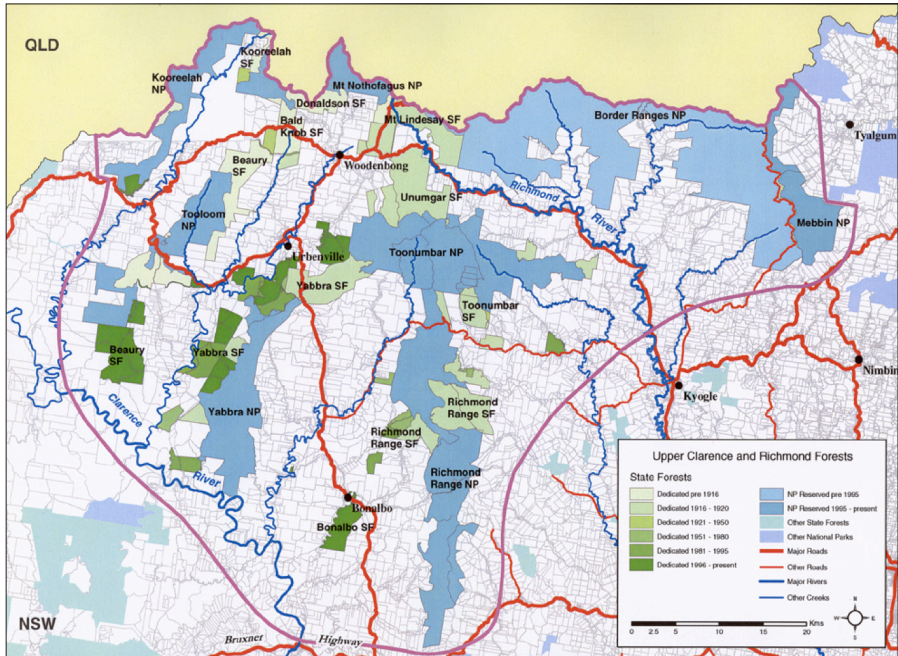 QLD
Kooreelah
SF
Kooreelah
NP
Mt Nothofagus NP
Donaldson SF
Bald
Knob SF
Mt Lindesay SF
Border Ranges NP
Tyalgum
Beaury
SF
Woodenbong
Unumgar SF
Richmond
River
Tooloom
NP
Mebbin NP
Urbenville
Toonumbar NP
Yabbra SF
Toonumbar
SF
Beaury
SF
Yabbra SF
Nimbin
Kyogle
Yabbra NP
Clarence
River
Richmond
Range SF
Richmond
Range SF
Richmond
Range NP
Bonalbo
Bonalbo SF
NSW
Bruxner Highway
Upper Clarence and Richmond Forests
State Forests
Dedicated pre 1916
Dedicated 1916 - 1920
Dedicated 1921 - 1950
Dedicated 1951 - 1980
Dedicated 1981 - 1995
Dedicated 1996 - present
NP Reserved pre 1995
NP Reserved 1995 - present
Other State Forests
Other National Parks
Major Roads
Other Roads
Major Rivers
Other Creeks
0 2.5 5 10 15 20 Kms
N
W E
S